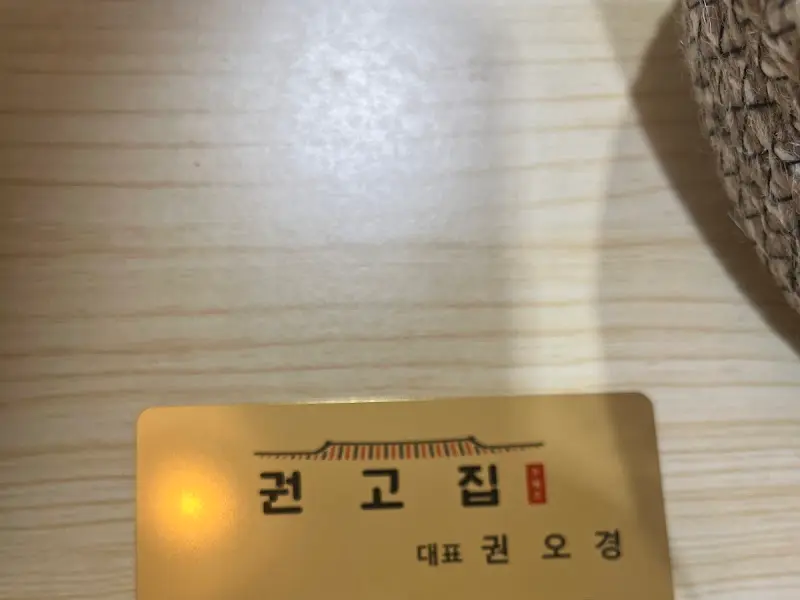 권 고 집
대표 권 오 경